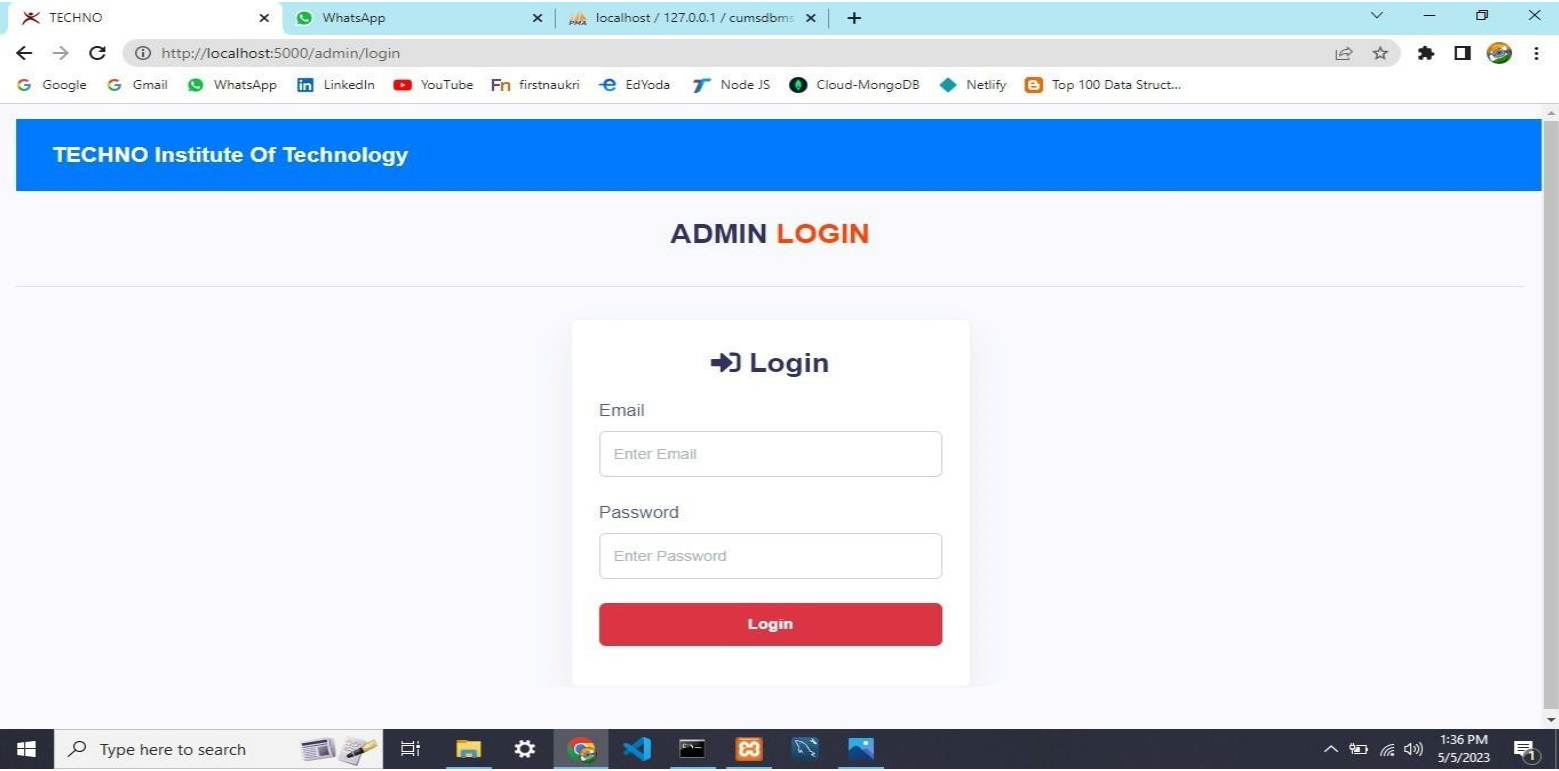 TECHNO WhatsApp localhost / 127.0.0.1 / cumsdbms
http://localhost:5000/admin/login
Google Gmail WhatsApp LinkedIn YouTube Fn firstnaukri EdYoda Node JS Cloud-MongoDB Netlify Top 100 Data Struct...
TECHNO Institute Of Technology
ADMIN LOGIN
Login
Email
Enter Email
Password
Enter Password
Login
Type here to search
1:36 PM
5/5/2023
1